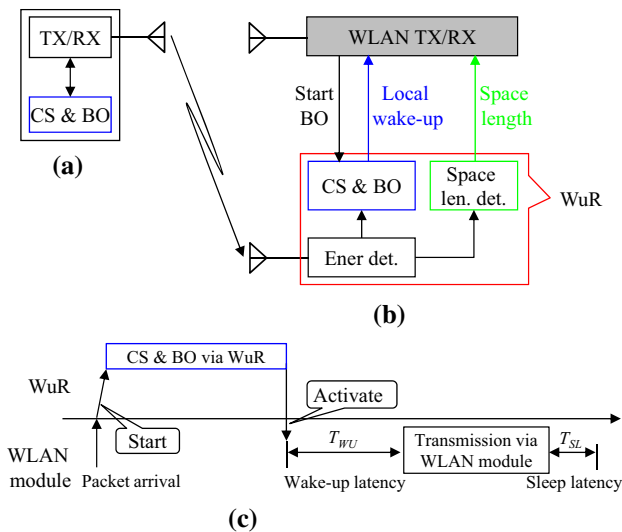 TX/RX
CS & BO
(a)
WLAN TX/RX
Start
BO
Local
wake-up
Space
length
CS & BO
Space
len. det.
WuR
Ener det.
(b)
CS & BO via WuR
WuR
Activate
Start
WLAN
module
Packet arrival
T_WU
Wake-up latency
Transmission via
WLAN module
T_SL
Sleep latency
(c)